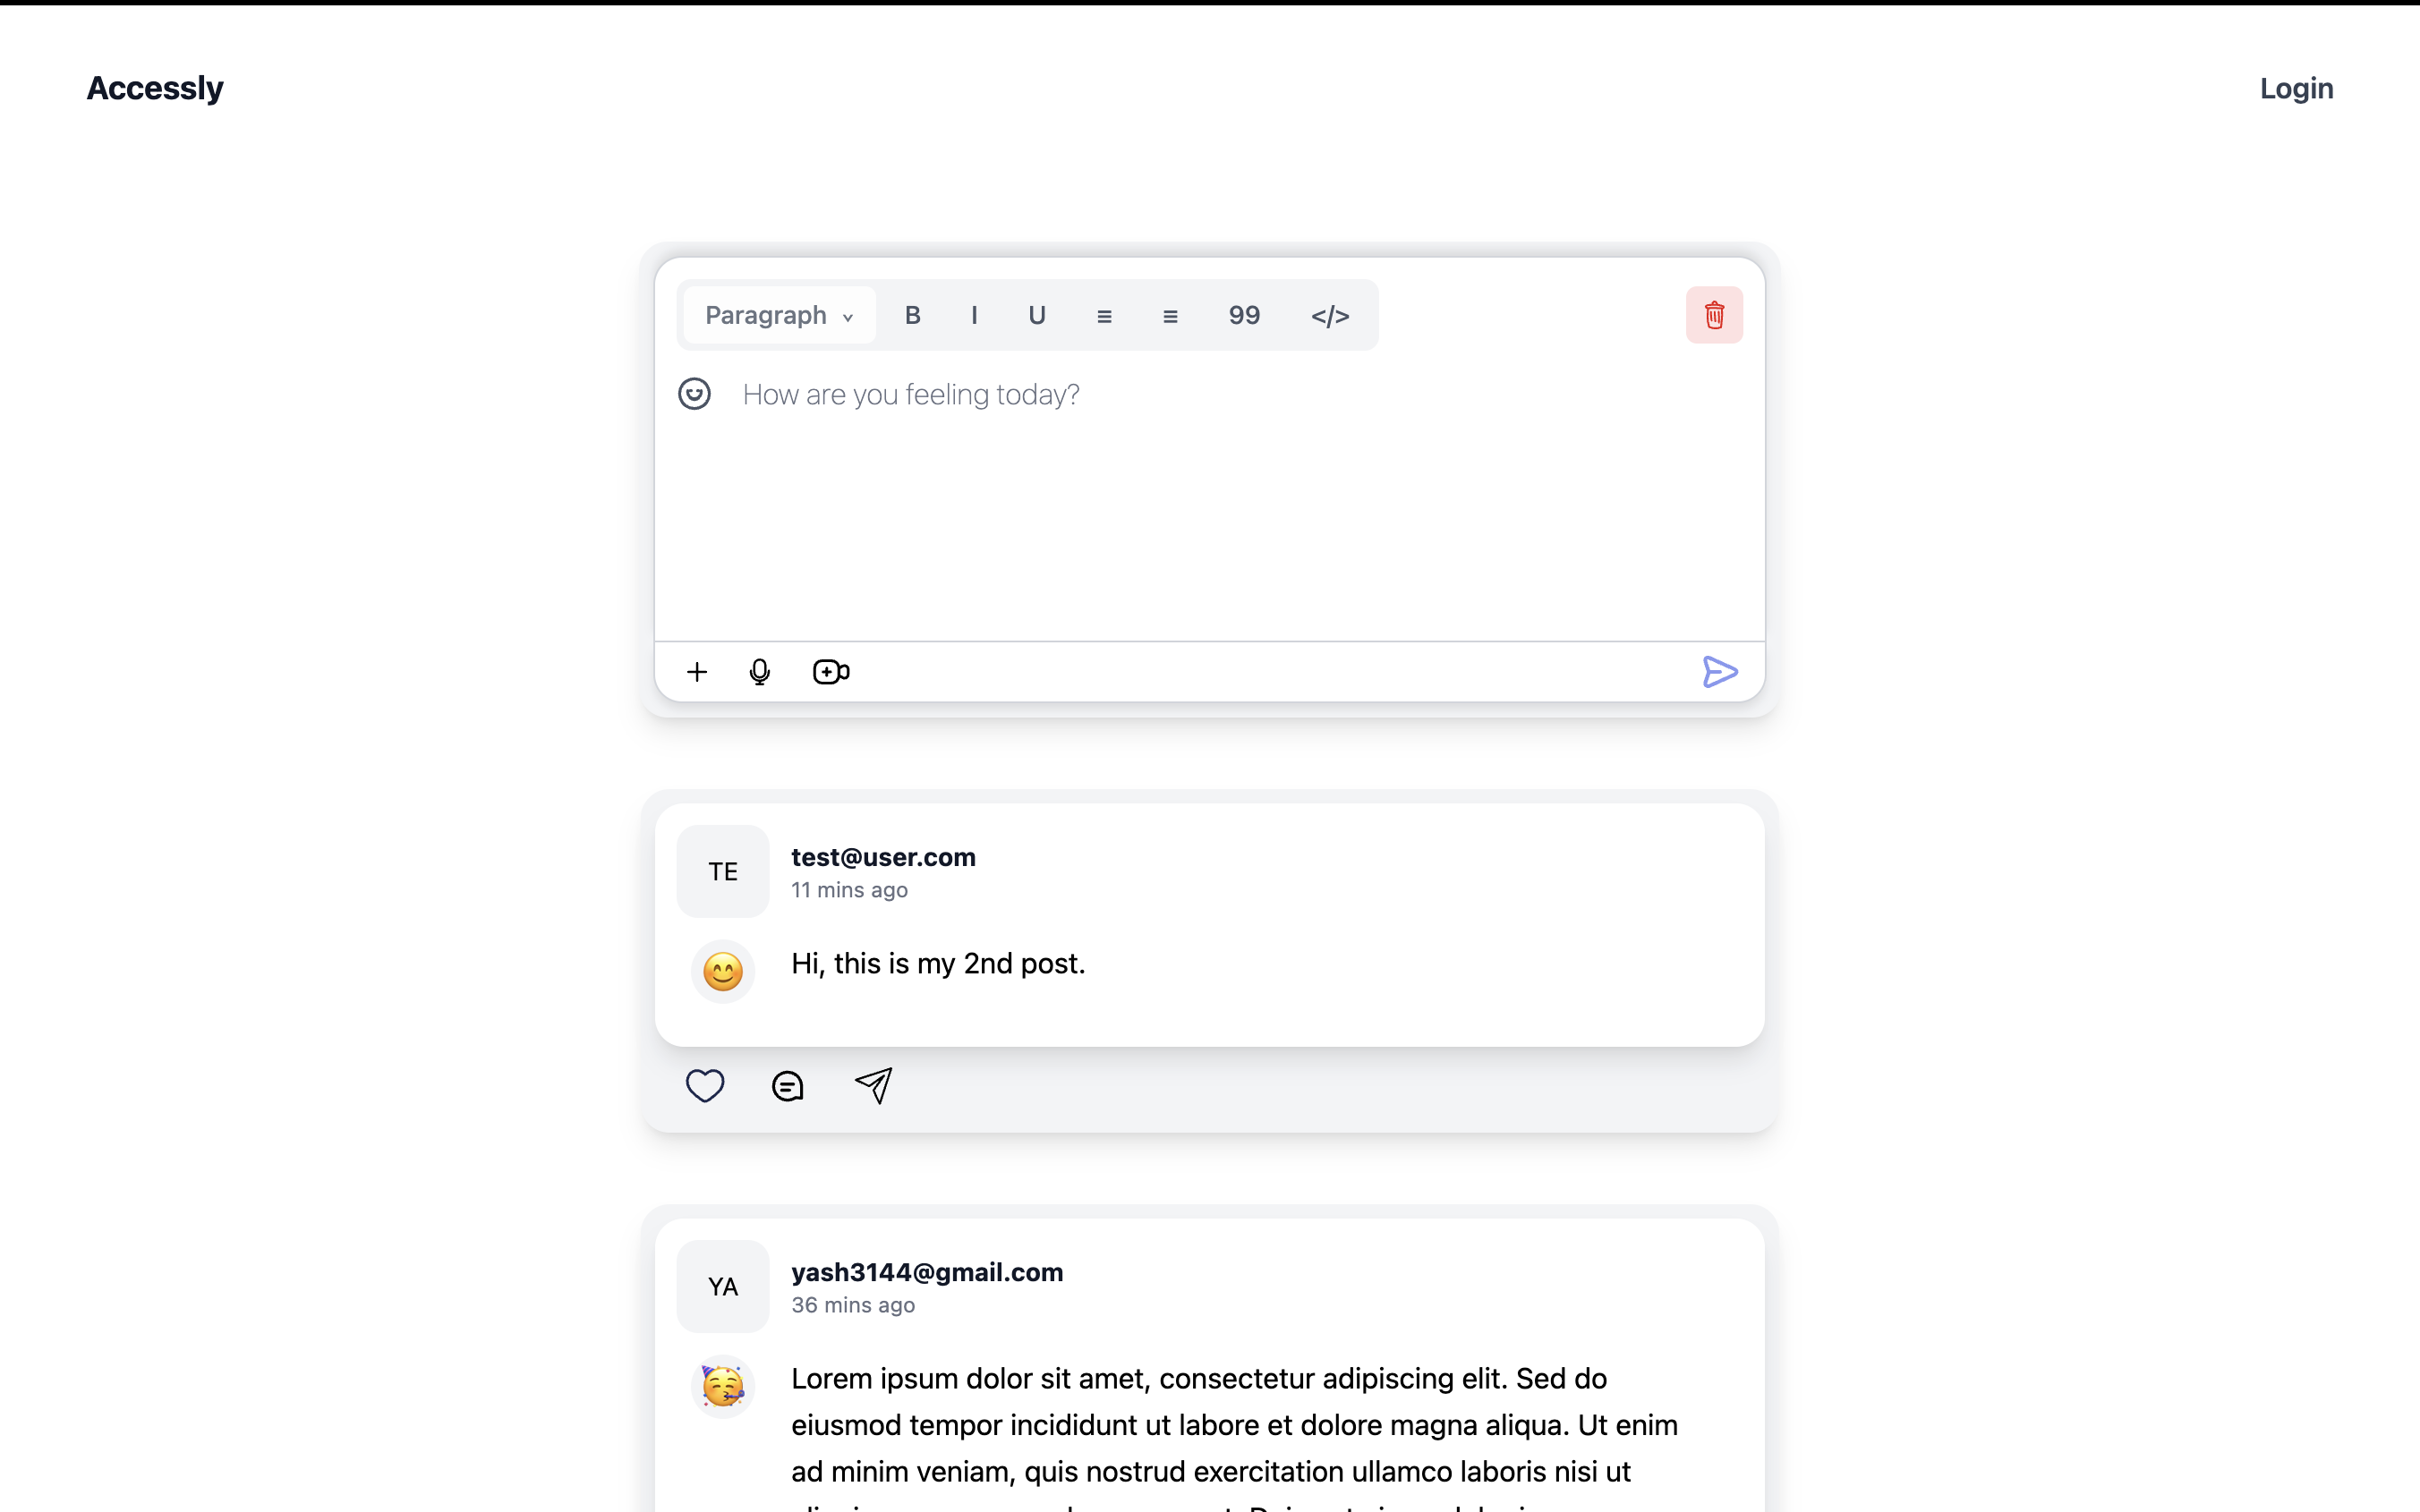 Accessly
Login
Paragraph B I U 99 </>
How are you feeling today?
TE
test@user.com
11 mins ago
Hi, this is my 2nd post.
YA
yash3144@gmail.com
36 mins ago
Lorem ipsum dolor sit amet, consectetur adipiscing elit. Sed do
eiusmod tempor incididunt ut labore et dolore magna aliqua. Ut enim
ad minim veniam, quis nostrud exercitation ullamco laboris nisi ut